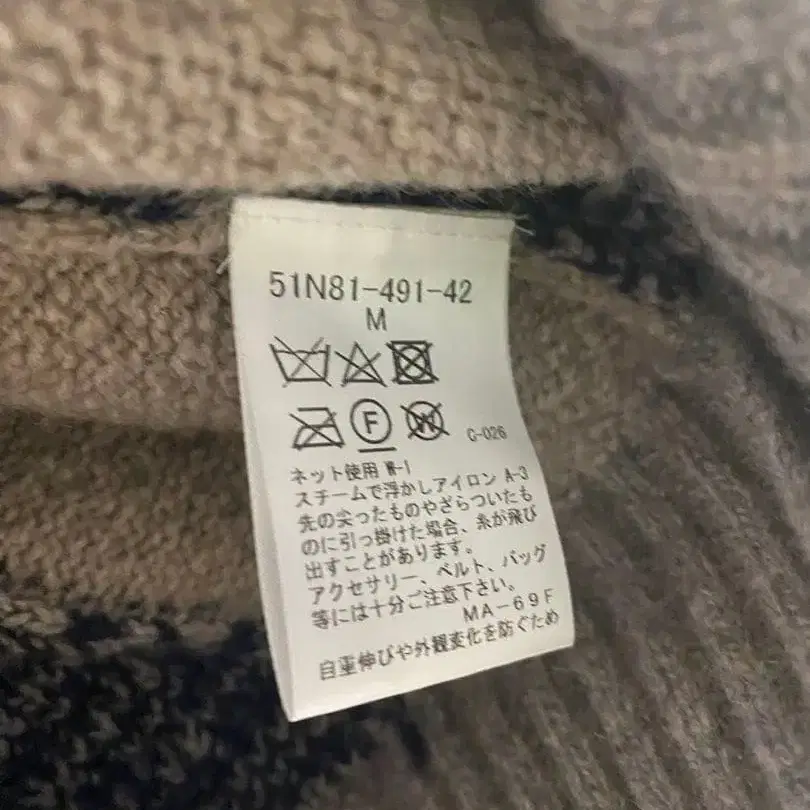 51N81-491-42
M
F W C-026
ネット使用 W-1
スチームで浮かしアイロン A-3
先の尖ったものやざらついたも
のに引っ掛けた場合、糸が飛び
出すことがあります。
アクセサリー、ベルト、バッグ
等には十分ご注意下さい。
MA-69F
自重伸びや外観変化を防ぐため